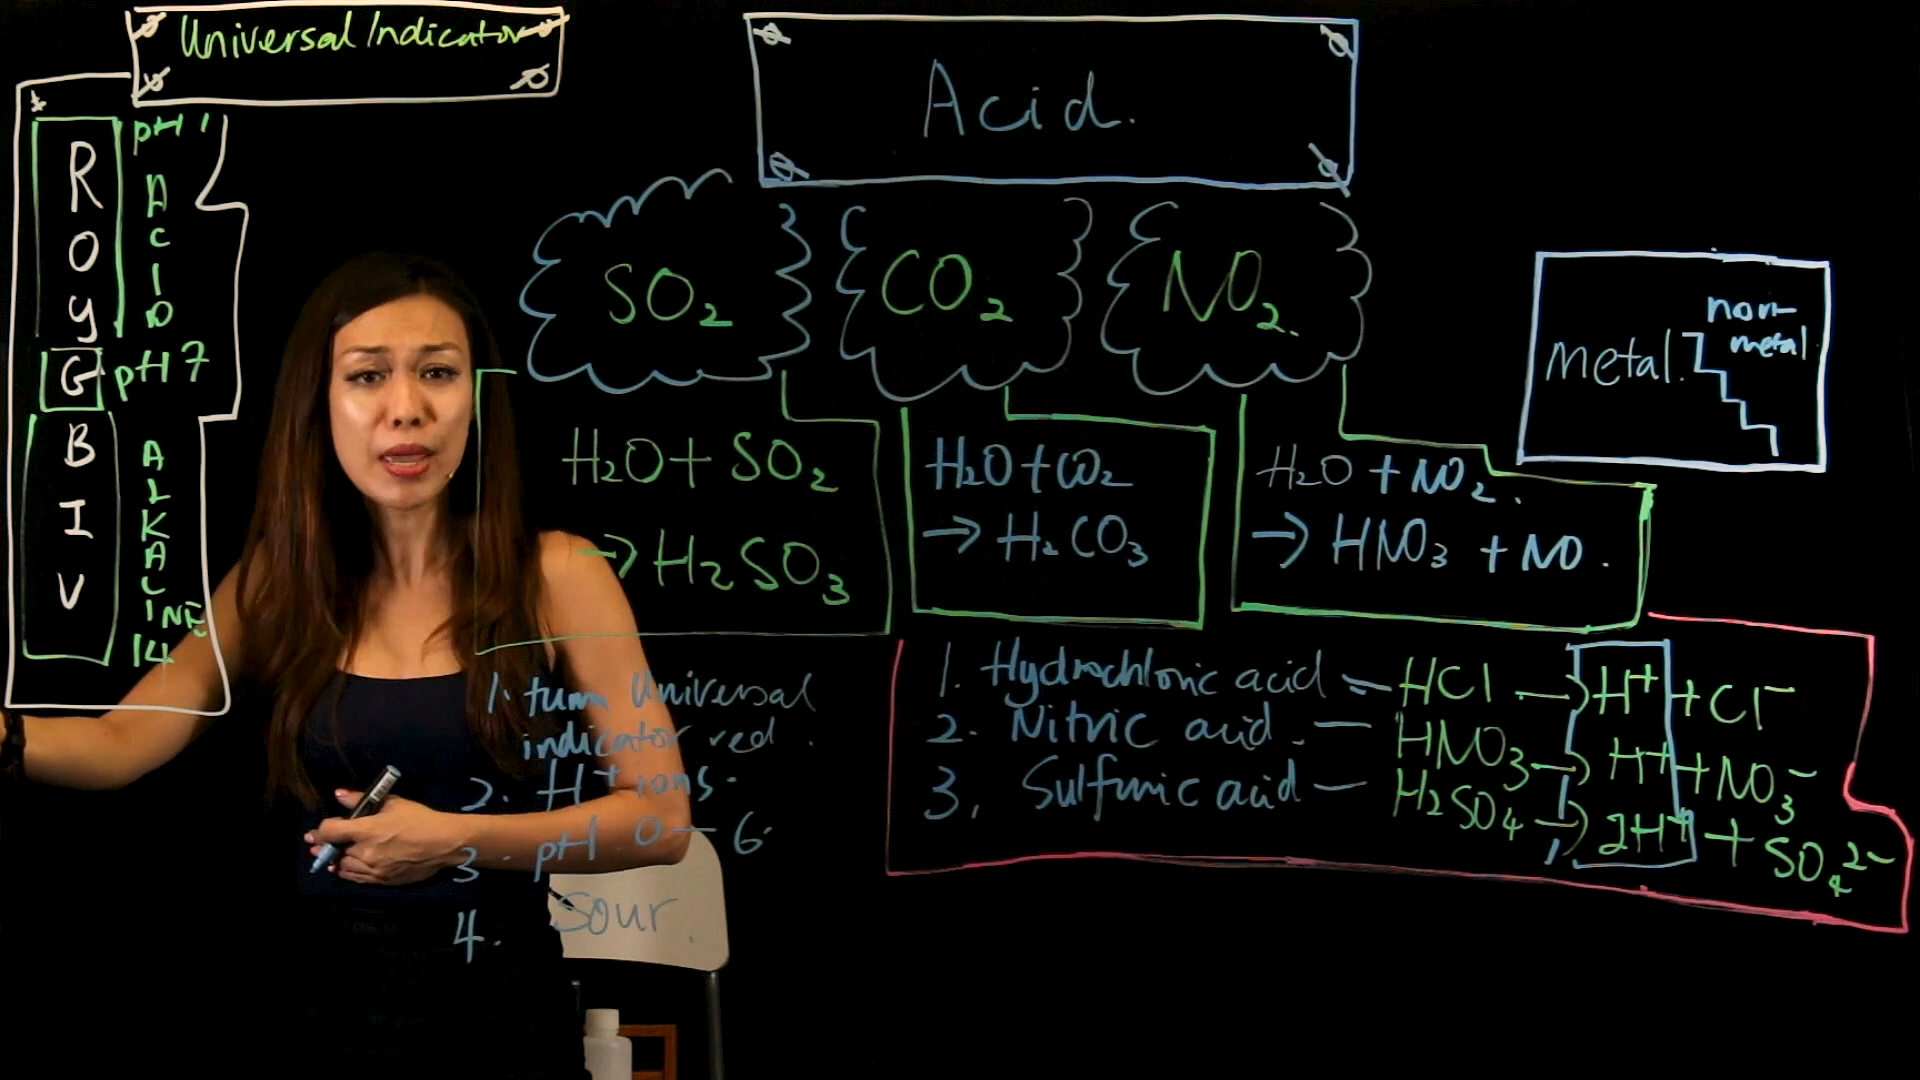 Universal Indicator
pH 1
R
O
y
G
B
I
V
ACID
pH 7
ALKALINE
14
Acid.
SO₂
CO₂
NO₂.
H₂O + SO₂
→ H₂SO₃
H₂O + CO₂
→ H₂CO₃
H₂O + NO₂.
→ HNO₃ + NO.
metal.
non-
metal
1. turn Universal
indicator red.
2. H⁺ ions.
3. pH 0 – 6.
4. Sour.
1. Hydrochloric acid – HCl → H⁺ + Cl⁻
2. Nitric acid. – HNO₃ → H⁺ + NO₃⁻
3. Sulfuric acid – H₂SO₄ → 2H⁺ + SO₄²⁻